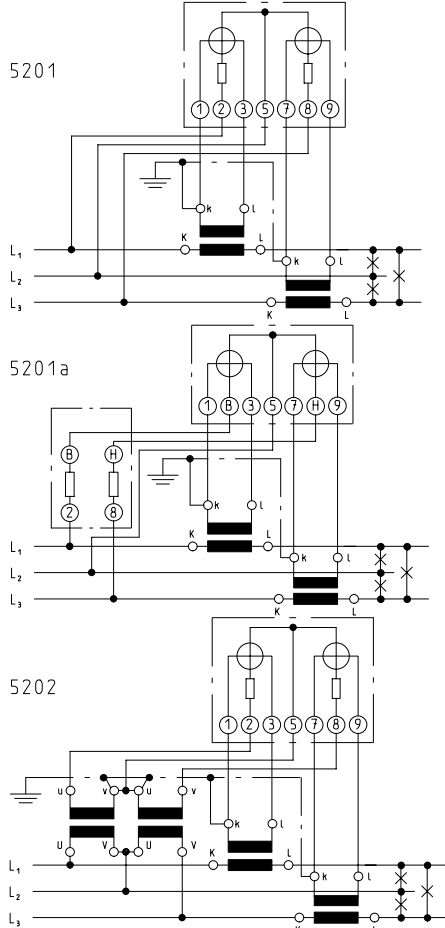 5201
1 2 3 5 7 8 9
k l
K L k l
L1
L2
L3
K L
5201a
1 B 3 5 7 H 9
B H
k l
2 8
K L k l
L1
L2
L3
K L
5202
1 2 3 5 7 8 9
u v u v
k l
U V U V K L
L1
k l
L2
L3
K L